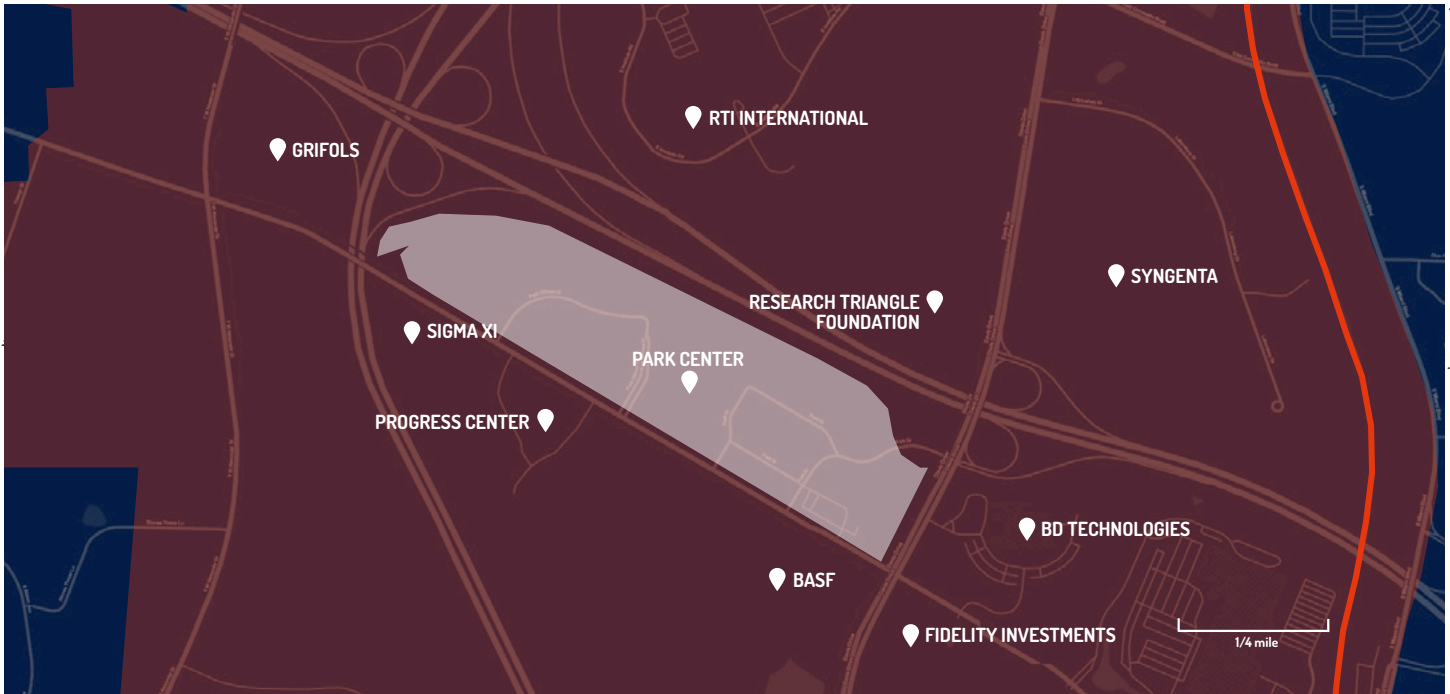 RTI INTERNATIONAL
GRIFOLS
SYNGENTA
RESEARCH TRIANGLE
FOUNDATION
SIGMA XI
PARK CENTER
PROGRESS CENTER
BD TECHNOLOGIES
BASF
FIDELITY INVESTMENTS
1/4 mile